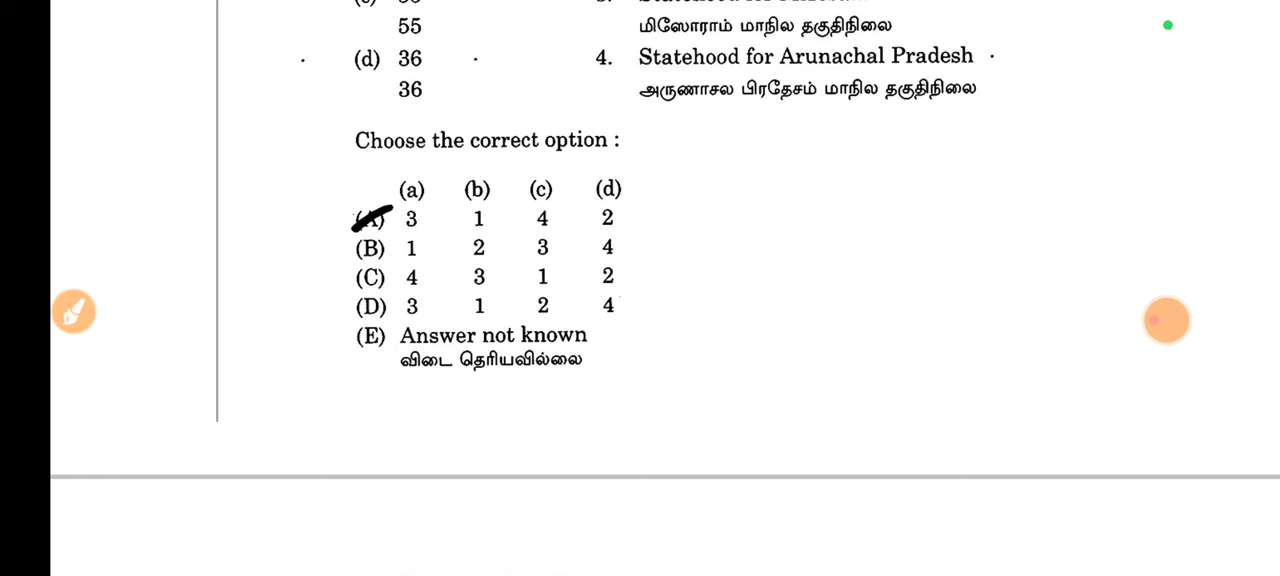 55 மிஸோராம் மாநில தகுதிநிலை
(d) 36 4. Statehood for Arunachal Pradesh
36 அருணாசல பிரதேசம் மாநில தகுதிநிலை
Choose the correct option :
(a) (b) (c) (d)
(A) 3 1 4 2
(B) 1 2 3 4
(C) 4 3 1 2
(D) 3 1 2 4
(E) Answer not known
விடை தெரியவில்லை